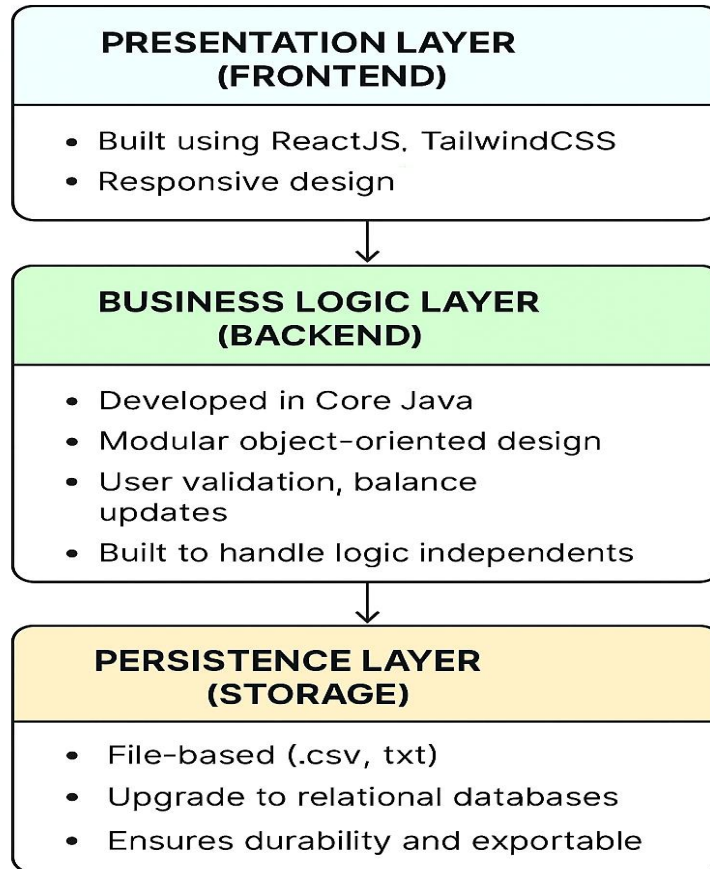 PRESENTATION LAYER
(FRONTEND)
• Built using ReactJS. TailwindCSS
• Responsive design
BUSINESS LOGIC LAYER
(BACKEND)
• Developed in Core Java
• Modular object-oriented design
• User validation, balance
updates
• Built to handle logic independents
PERSISTENCE LAYER
(STORAGE)
• File-based (.csv, txt)
• Upgrade to relational databases
• Ensures durability and exportable